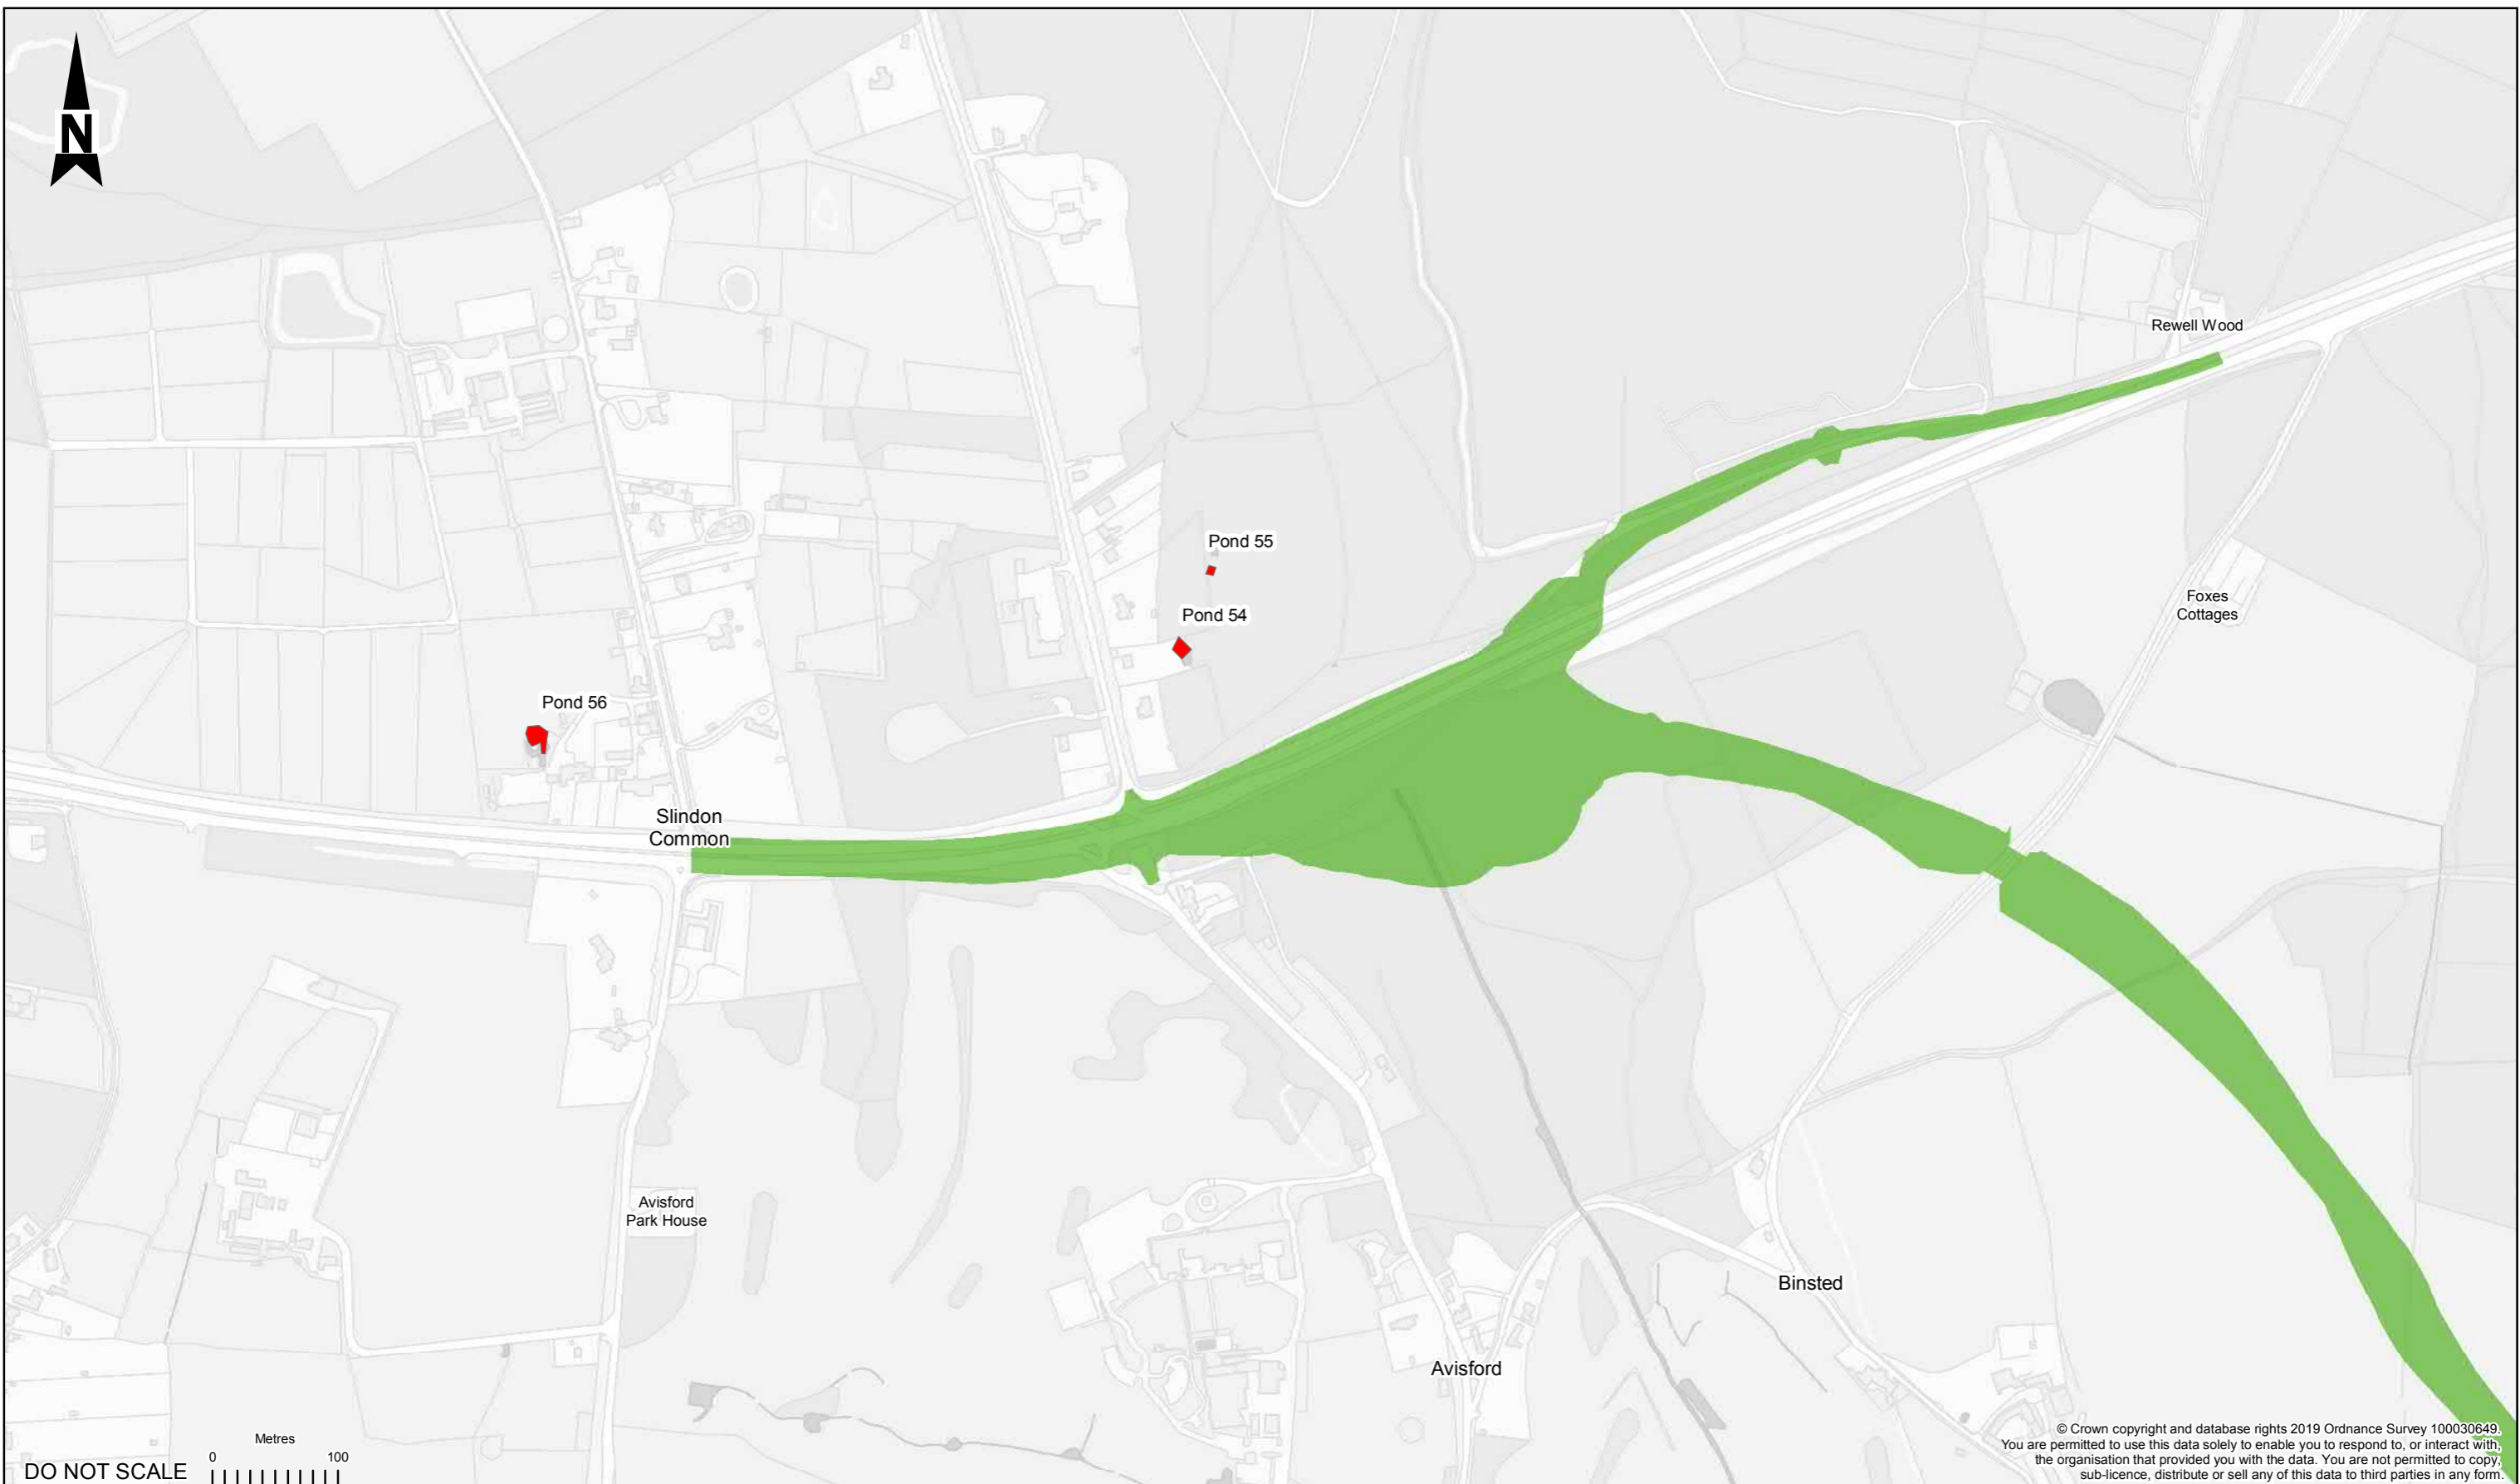 N
Rewell Wood
Pond 55
Foxes
Cottages
Pond 54
Pond 56
Slindon
Common
Avisford
Park House
Binsted
Avisford
Metres
0 100
DO NOT SCALE
© Crown copyright and database rights 2019 Ordnance Survey 100030649.
You are permitted to use this data solely to enable you to respond to, or interact with,
the organisation that provided you with the data. You are not permitted to copy,
sub-licence, distribute or sell any of this data to third parties in any form.